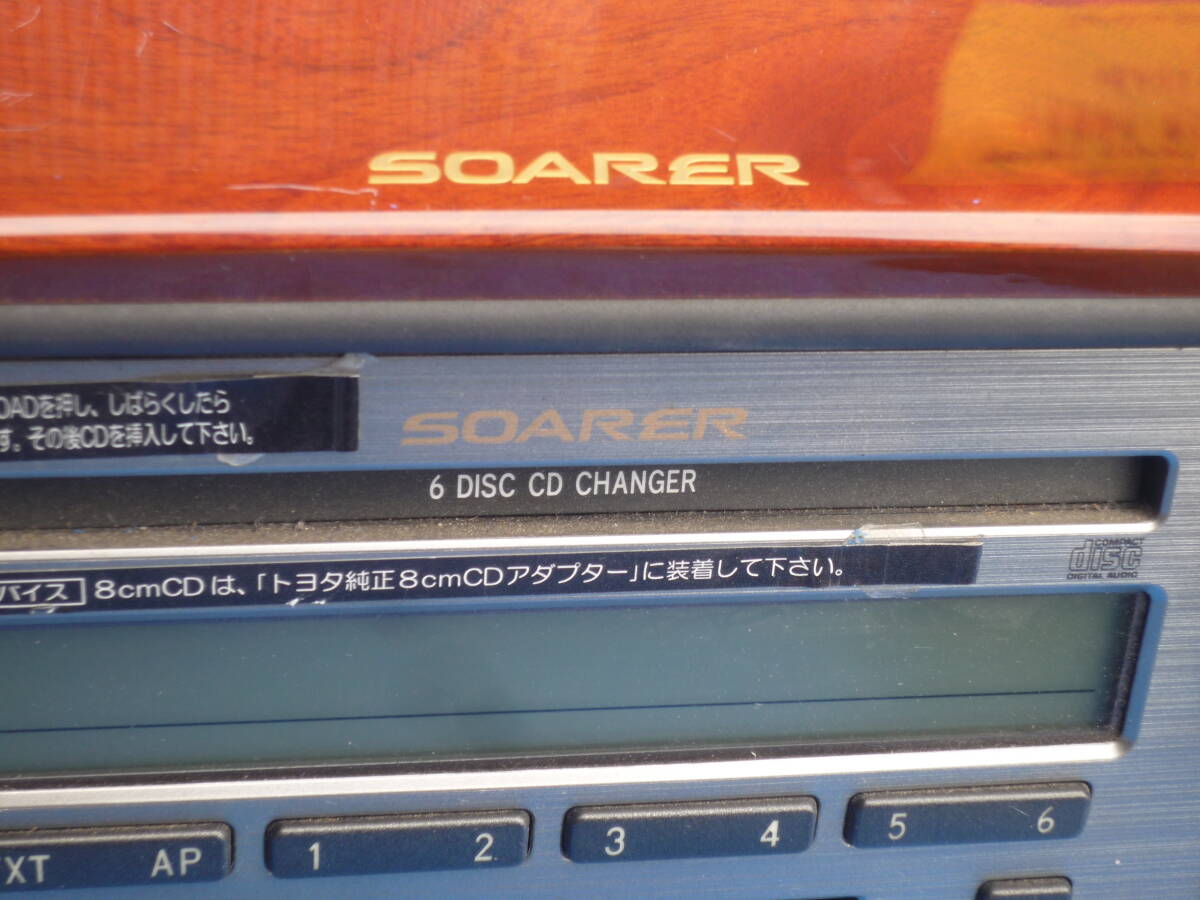 SOARER
OADを押し、しばらくしたら
す。その後CDを挿入して下さい。
SOARER
6 DISC CD CHANGER
COMPACT
disc
DIGITAL AUDIO
バイス 8cmCDは、「トヨタ純正8cmCDアダプター」に装着して下さい。
TXT AP 1 2 3 4 5 6